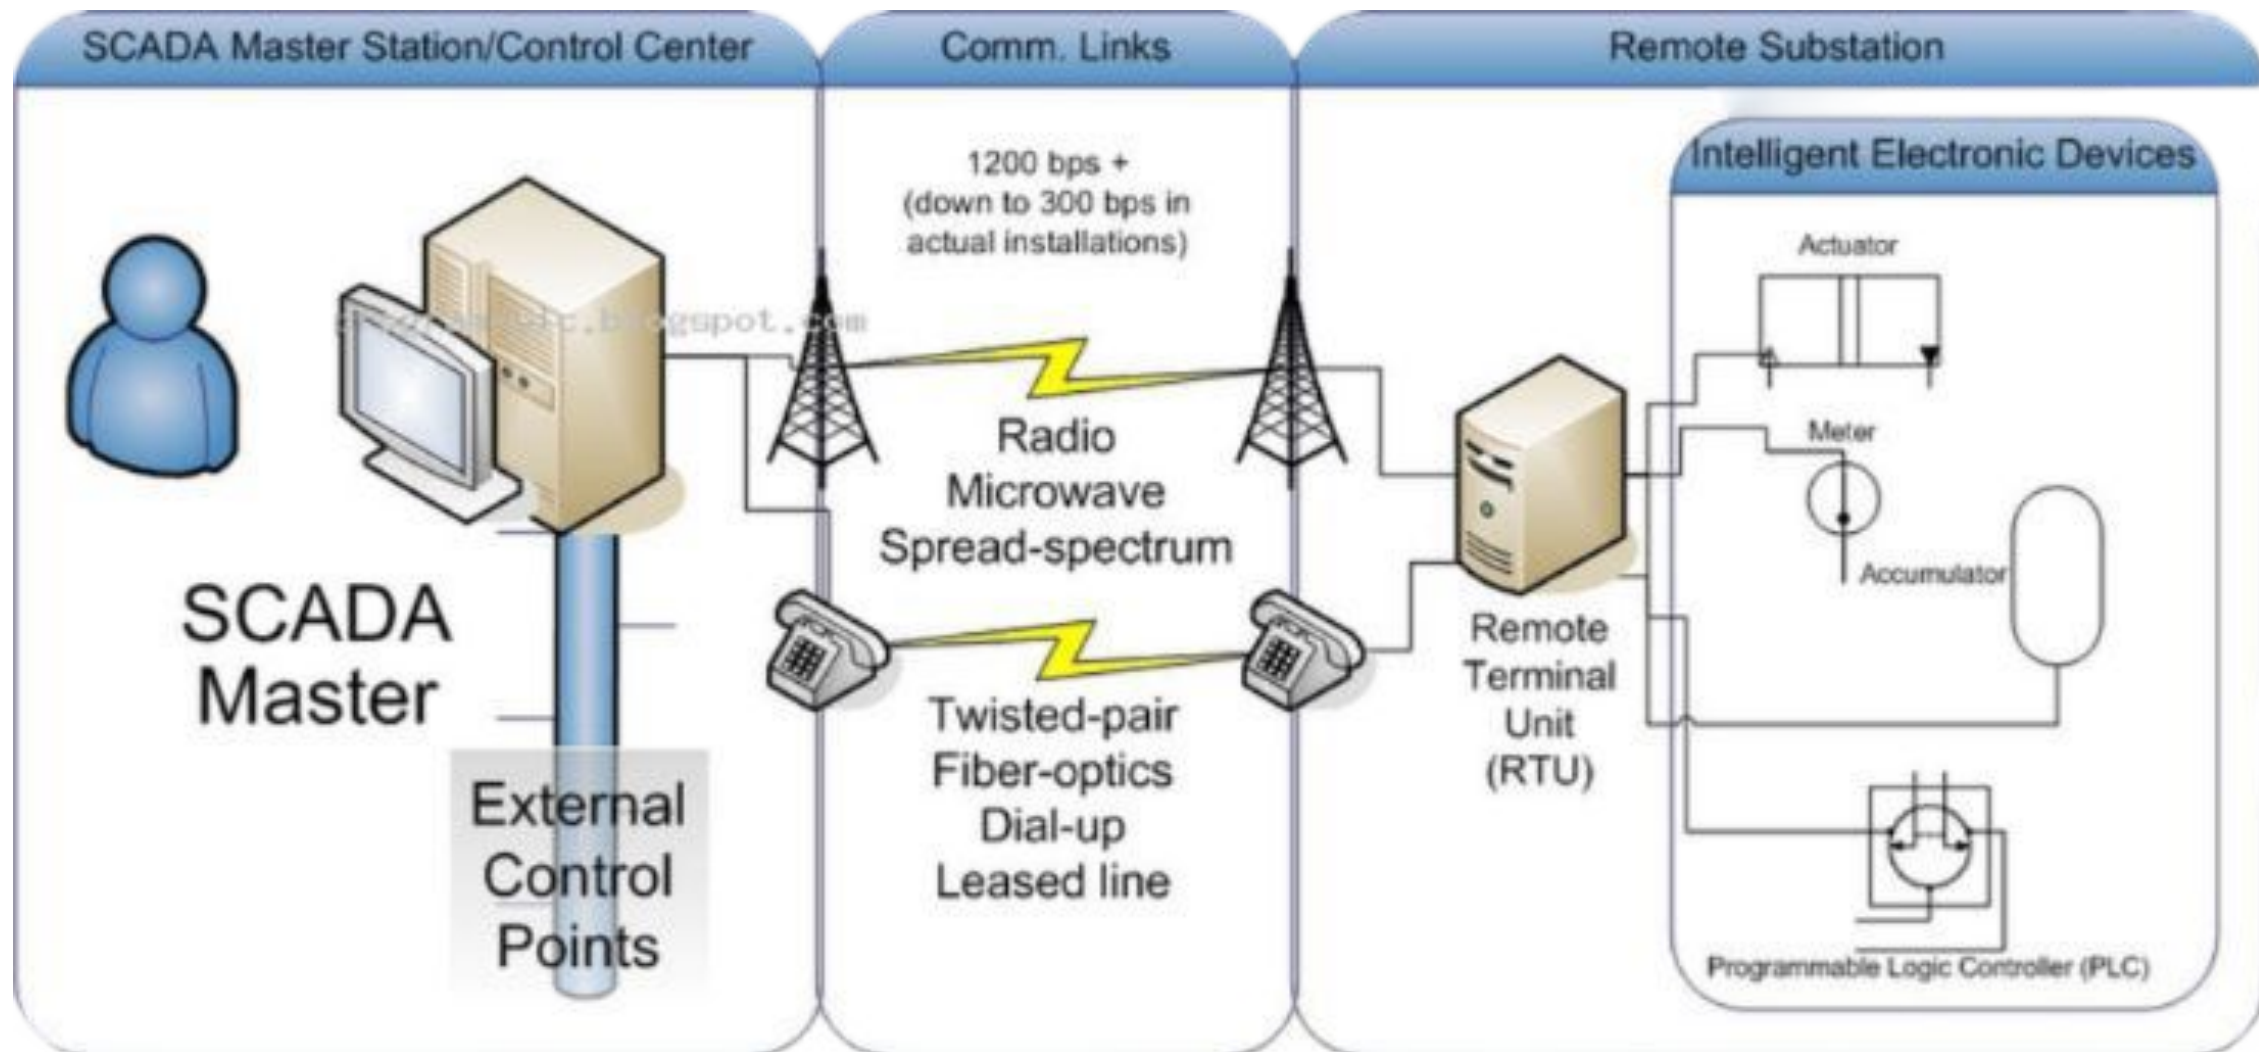 SCADA Master Station/Control Center
Comm. Links
Remote Substation
Intelligent Electronic Devices
1200 bps +
(down to 300 bps in
actual installations)
Radio
Microwave
Spread-spectrum
Twisted-pair
Fiber-optics
Dial-up
Leased line
SCADA
Master
External
Control
Points
Remote
Terminal
Unit
(RTU)
Actuator
Meter
Accumulator
Programmable Logic Controller (PLC)